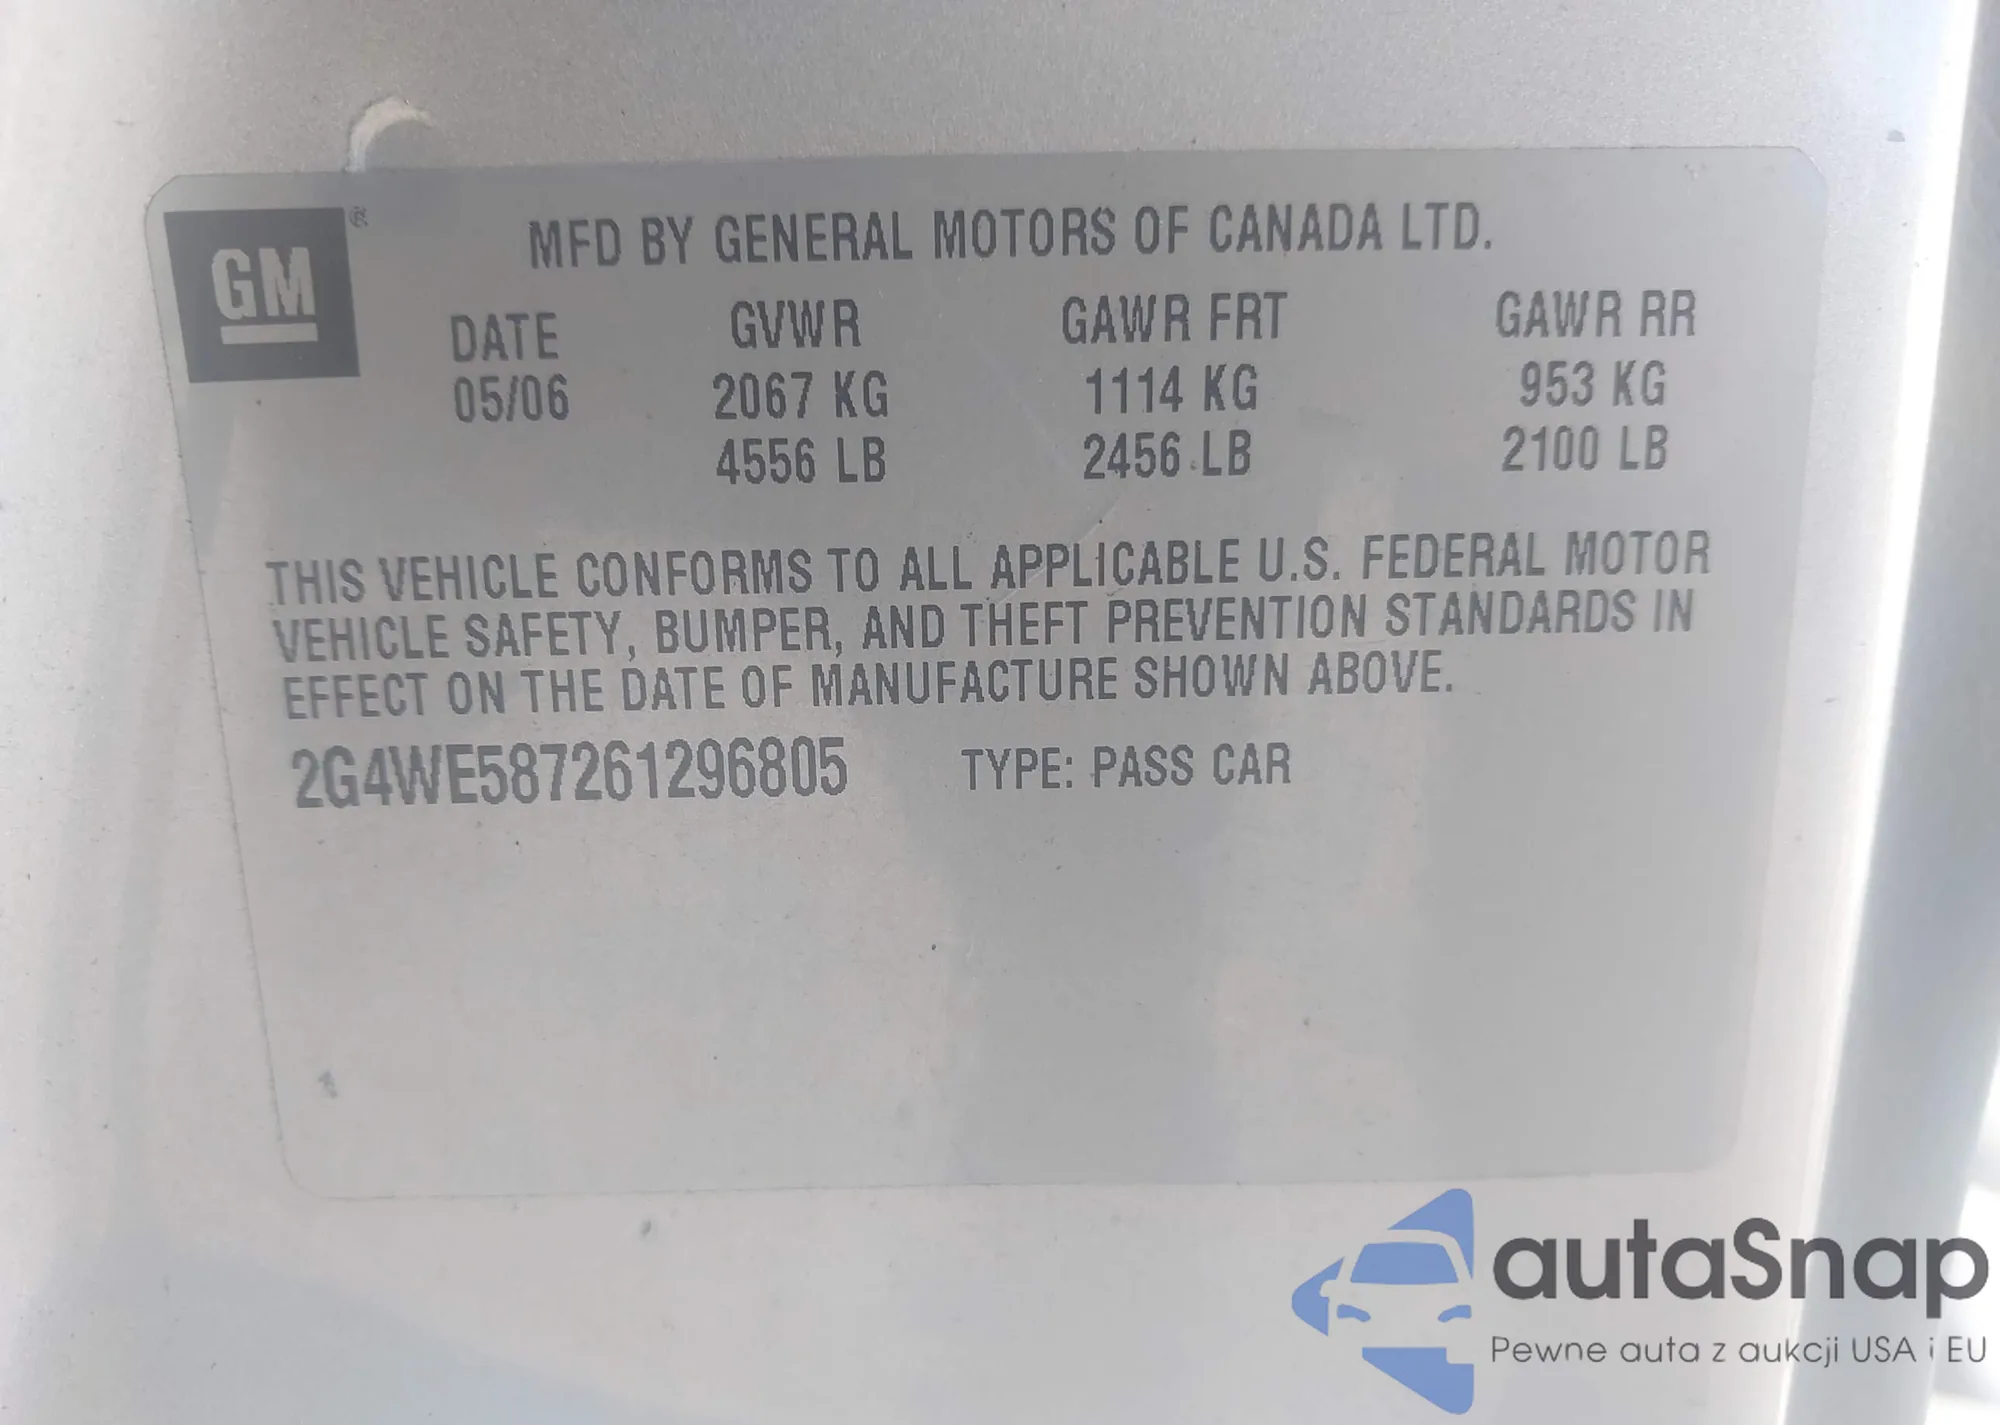 GM
MFD BY GENERAL MOTORS OF CANADA LTD.
DATE GVWR GAWR FRT GAWR RR
05/06 2067 KG 1114 KG 953 KG
4556 LB 2456 LB 2100 LB
THIS VEHICLE CONFORMS TO ALL APPLICABLE U.S. FEDERAL MOTOR
VEHICLE SAFETY, BUMPER, AND THEFT PREVENTION STANDARDS IN
EFFECT ON THE DATE OF MANUFACTURE SHOWN ABOVE.
2G4WE587261296805 TYPE: PASS CAR
autaSnap
Pewne auta z aukcji USA i EU